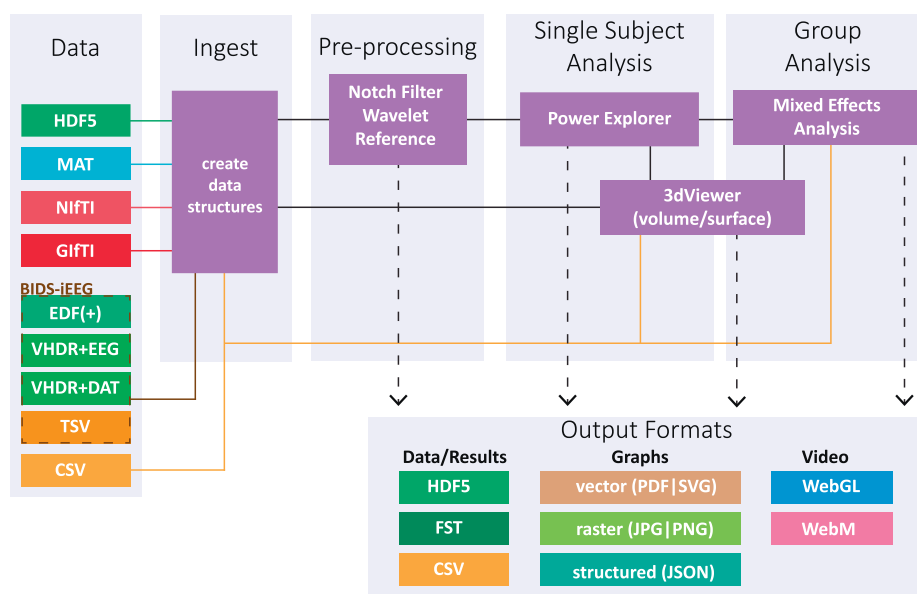 Data
Ingest
Pre-processing
Single Subject
Analysis
Group
Analysis
HDF5
MAT
NIfTI
GIfTI
BIDS-iEEG
EDF(+)
VHDR+EEG
VHDR+DAT
TSV
CSV
create
data
structures
Notch Filter
Wavelet
Reference
Power Explorer
Mixed Effects
Analysis
3dViewer
(volume/surface)
Output Formats
Data/Results
HDF5
FST
CSV
Graphs
vector (PDF|SVG)
raster (JPG|PNG)
structured (JSON)
Video
WebGL
WebM